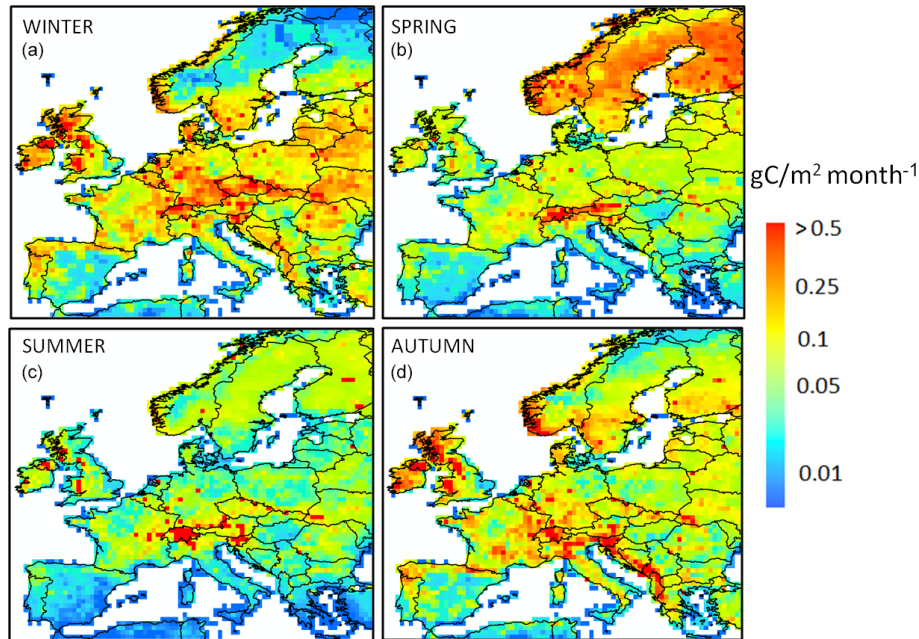 WINTER
(a)
SPRING
(b)
gC/m² month⁻¹
>0.5
0.25
0.1
0.05
0.01
SUMMER
(c)
AUTUMN
(d)